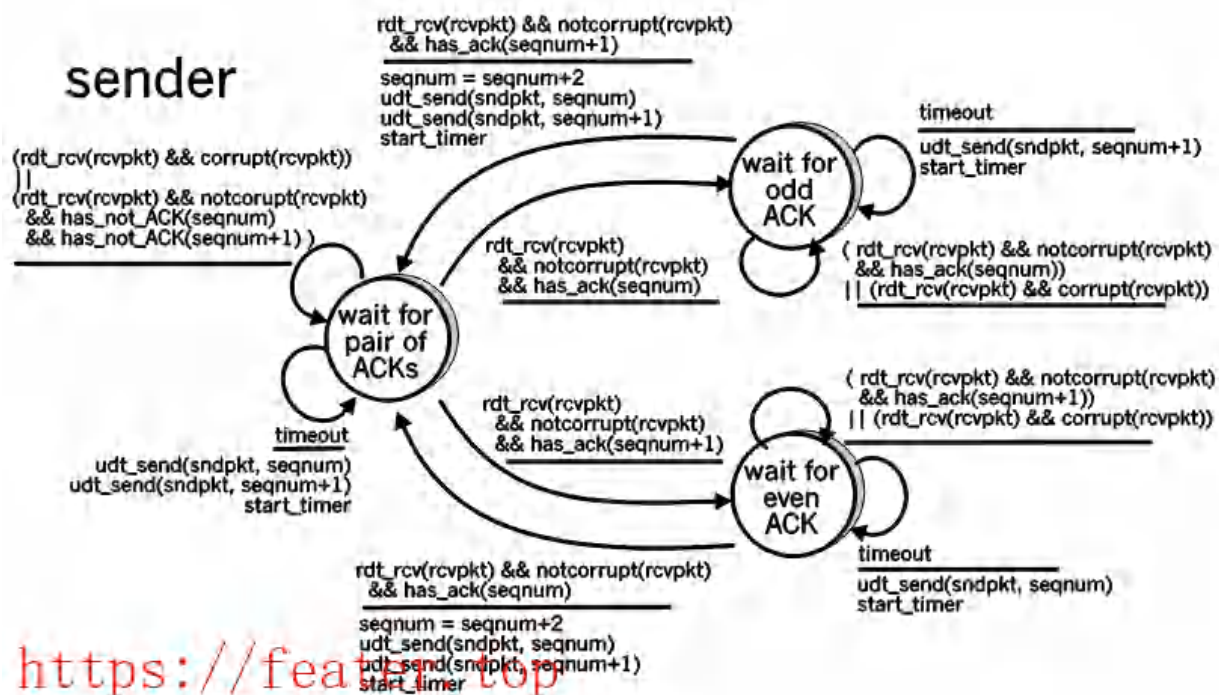 rdt_rcv(rcvpkt) && notcorrupt(rcvpkt)
&& has_ack(seqnum+1)
sender
seqnum = seqnum+2
udt_send(sndpkt, seqnum)
udt_send(sndpkt, seqnum+1)
start_timer
timeout
udt_send(sndpkt, seqnum+1)
start_timer
(rdt_rcv(rcvpkt) && corrupt(rcvpkt))
||
(rdt_rcv(rcvpkt) && notcorupt(rcvpkt)
&& has_not_ACK(seqnum)
&& has_not_ACK(seqnum+1) )
wait for
odd
ACK
rdt_rcv(rcvpkt)
&& notcorrupt(rcvpkt)
&& has_ack(seqnum)
( rdt_rcv(rcvpkt) && notcorrupt(rcvpkt)
&& has_ack(seqnum))
|| (rdt_rcv(rcvpkt) && corrupt(rcvpkt))
wait for
pair of
ACKs
( rdt_rcv(rcvpkt) && notcorrupt(rcvpkt)
&& has_ack(seqnum+1))
|| (rdt_rcv(rcvpkt) && corrupt(rcvpkt))
rdt_rcv(rcvpkt)
&& notcorrupt(rcvpkt)
&& has_ack(seqnum+1)
timeout
udt_send(sndpkt, seqnum)
udt_send(sndpkt, seqnum+1)
start_timer
wait for
even
ACK
timeout
udt_send(sndpkt, seqnum)
start_timer
rdt_rcv(rcvpkt) && notcorrupt(rcvpkt)
&& has_ack(seqnum)
seqnum = seqnum+2
udt_send(sndpkt, seqnum)
udt_send(sndpkt, seqnum+1)
start_timer
https://feater.top